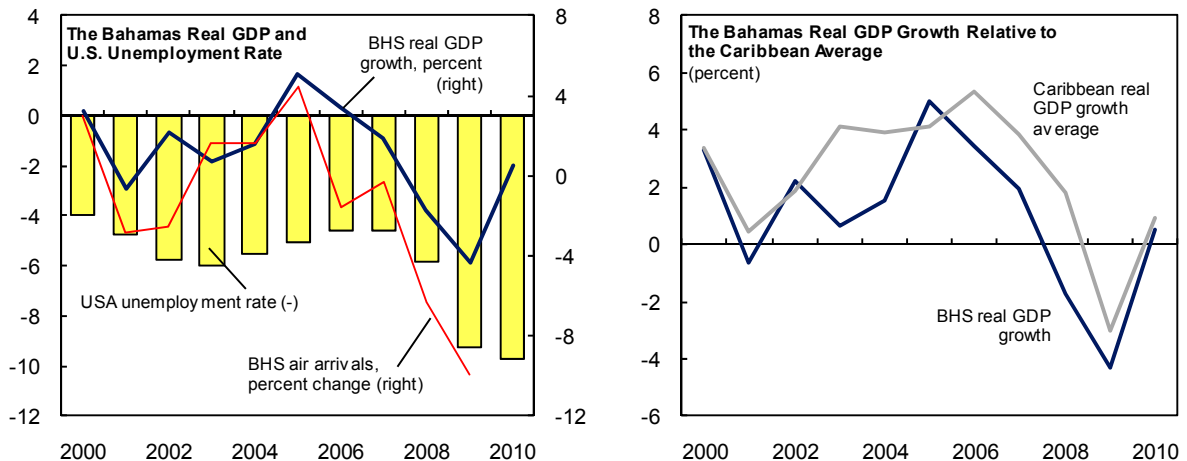 The Bahamas Real GDP and
U.S. Unemployment Rate
4
2
0
-2
-4
-6
-8
-10
-12
8
4
0
-4
-8
-12
BHS real GDP
growth, percent
(right)
USA unemployment rate (-)
BHS air arrivals,
percent change (right)
2000 2002 2004 2006 2008 2010
The Bahamas Real GDP Growth Relative to
the Caribbean Average
(percent)
8
6
4
2
0
-2
-4
-6
Caribbean real
GDP growth
average
BHS real GDP
growth
2000 2002 2004 2006 2008 2010